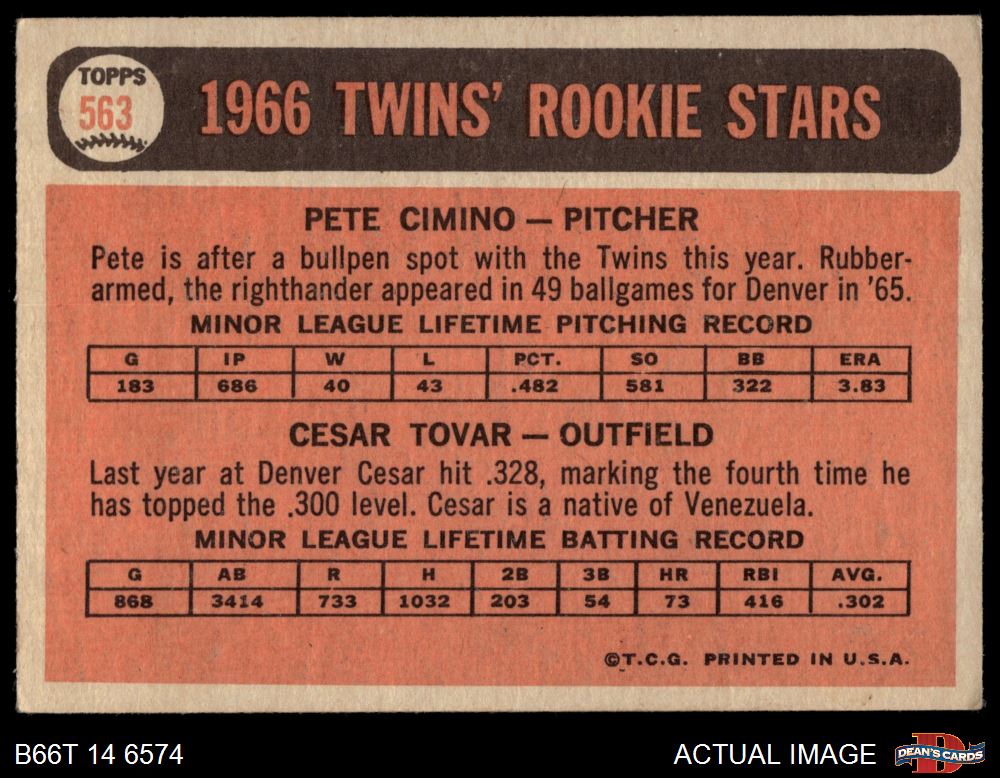 TOPPS
563
1966 TWINS' ROOKIE STARS
PETE CIMINO — PITCHER
Pete is after a bullpen spot with the Twins this year. Rubber-
armed, the righthander appeared in 49 ballgames for Denver in '65.
MINOR LEAGUE LIFETIME PITCHING RECORD
G IP W L PCT. SO BB ERA
183 686 40 43 .482 581 322 3.83
CESAR TOVAR — OUTFIELD
Last year at Denver Cesar hit .328, marking the fourth time he
has topped the .300 level. Cesar is a native of Venezuela.
MINOR LEAGUE LIFETIME BATTING RECORD
G AB R H 2B 3B HR RBI AVG.
868 3414 733 1032 203 54 73 416 .302
©T.C.G. PRINTED IN U.S.A.
B66T 14 6574
ACTUAL IMAGE
DEAN'S CARDS